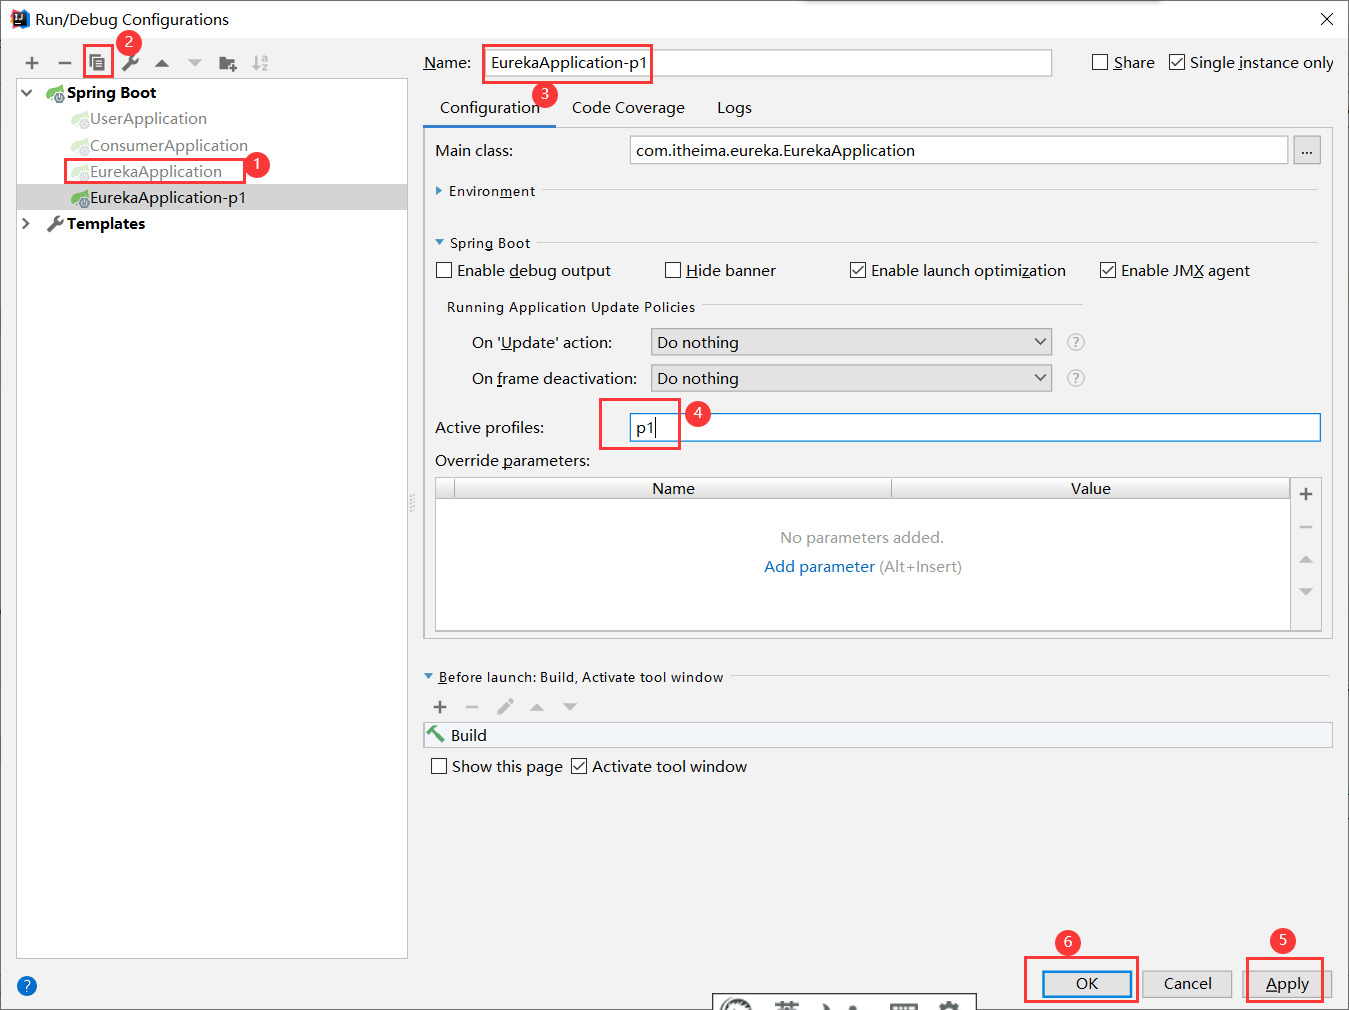 Run/Debug Configurations
2
Name: EurekaApplication-p1
Share
Single instance only
3
Spring Boot
UserApplication
ConsumerApplication
EurekaApplication
1
EurekaApplication-p1
Templates
Configuration
Code Coverage
Logs
Main class: com.itheima.eureka.EurekaApplication ...
Environment
Spring Boot
Enable debug output
Hide banner
Enable launch optimization
Enable JMX agent
Running Application Update Policies
On 'Update' action: Do nothing ?
On frame deactivation: Do nothing ?
4
Active profiles: p1
Override parameters:
Name Value
No parameters added.
Add parameter (Alt+Insert)
Before launch: Build, Activate tool window
Build
Show this page
Activate tool window
6
5
?
OK
Cancel
Apply